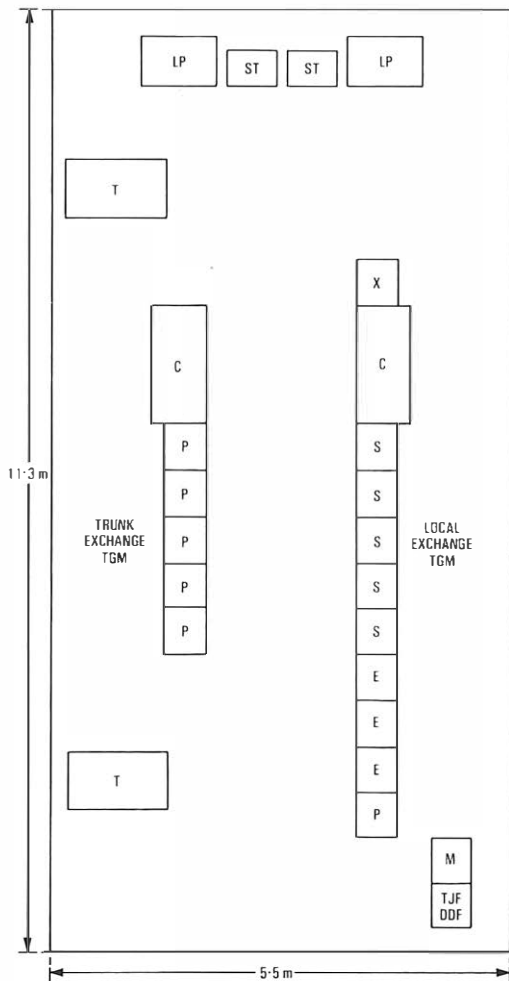 LP
ST
ST
LP
T
X
C
C
P
S
P
S
11·3 m
TRUNK
EXCHANGE
TGM
P
S
LOCAL
EXCHANGE
TGM
P
S
P
S
E
E
T
E
P
M
TJF
DDF
5·5 m